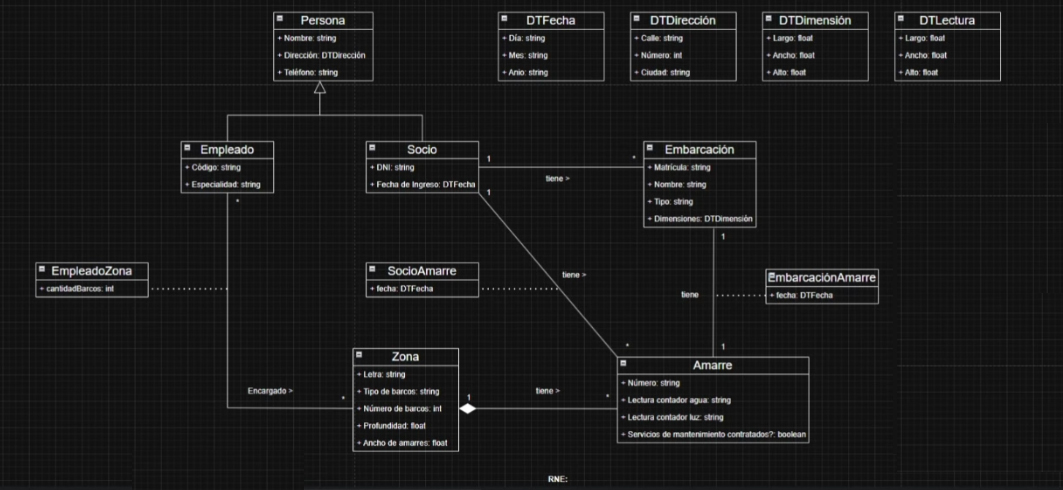 Persona
+ Nombre: string
+ Dirección: DTDirección
+ Teléfono: string
DTFecha
+ Día: string
+ Mes: string
+ Anio: string
DTDirección
+ Calle: string
+ Número: int
+ Ciudad: string
DTDimensión
+ Largo: float
+ Ancho: float
+ Alto: float
DTLectura
+ Largo: float
+ Ancho: float
+ Alto: float
Empleado
+ Código: string
+ Especialidad: string
*
Socio
+ DNI: string
+ Fecha de Ingreso: DTFecha
1
*
tiene >
1
Embarcación
+ Matrícula: string
+ Nombre: string
+ Tipo: string
+ Dimensiones: DTDimensión
1
EmpleadoZona
+ cantidadBarcos: int
SocioAmarre
+ fecha: DTFecha
tiene >
*
tiene
EmbarcaciónAmarre
+ fecha: DTFecha
1
Encargado >
*
Zona
+ Letra: string
+ Tipo de barcos: string
+ Número de barcos: int
+ Profundidad: float
+ Ancho de amarres: float
1
tiene >
*
Amarre
+ Número: string
+ Lectura contador agua: string
+ Lectura contador luz: string
+ Servicios de mantenimiento contratados?: boolean
RNE: